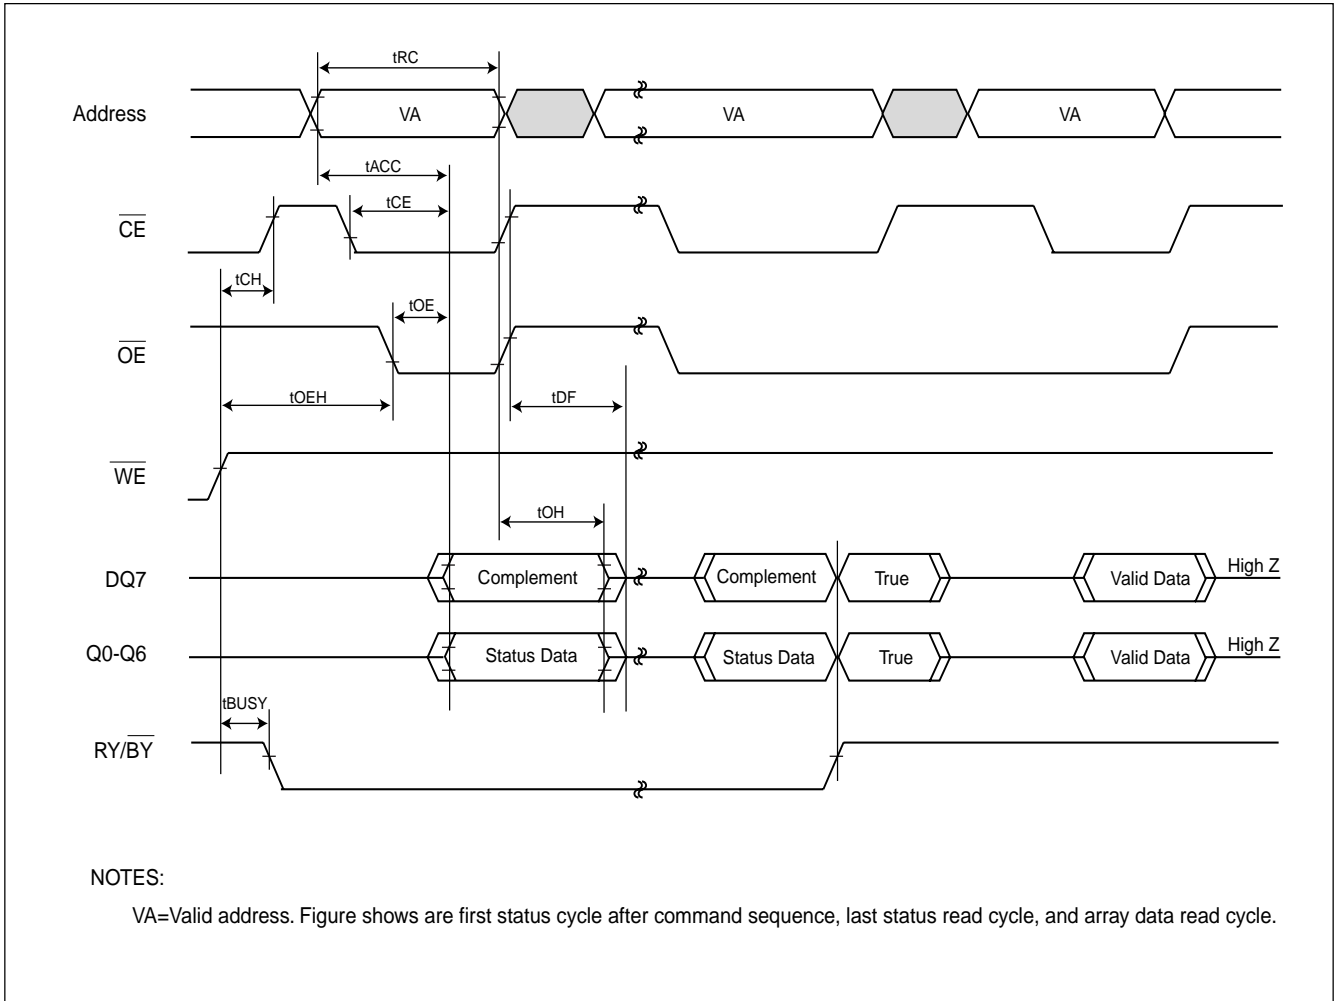 tRC
Address
VA
VA
VA
tACC
tCE
CE
tCH
tOE
OE
tOEH
tDF
WE
tOH
DQ7
Complement
Complement
True
Valid Data
High Z
Q0-Q6
Status Data
Status Data
True
Valid Data
High Z
tBUSY
RY/BY
NOTES:
VA=Valid address. Figure shows are first status cycle after command sequence, last status read cycle, and array data read cycle.